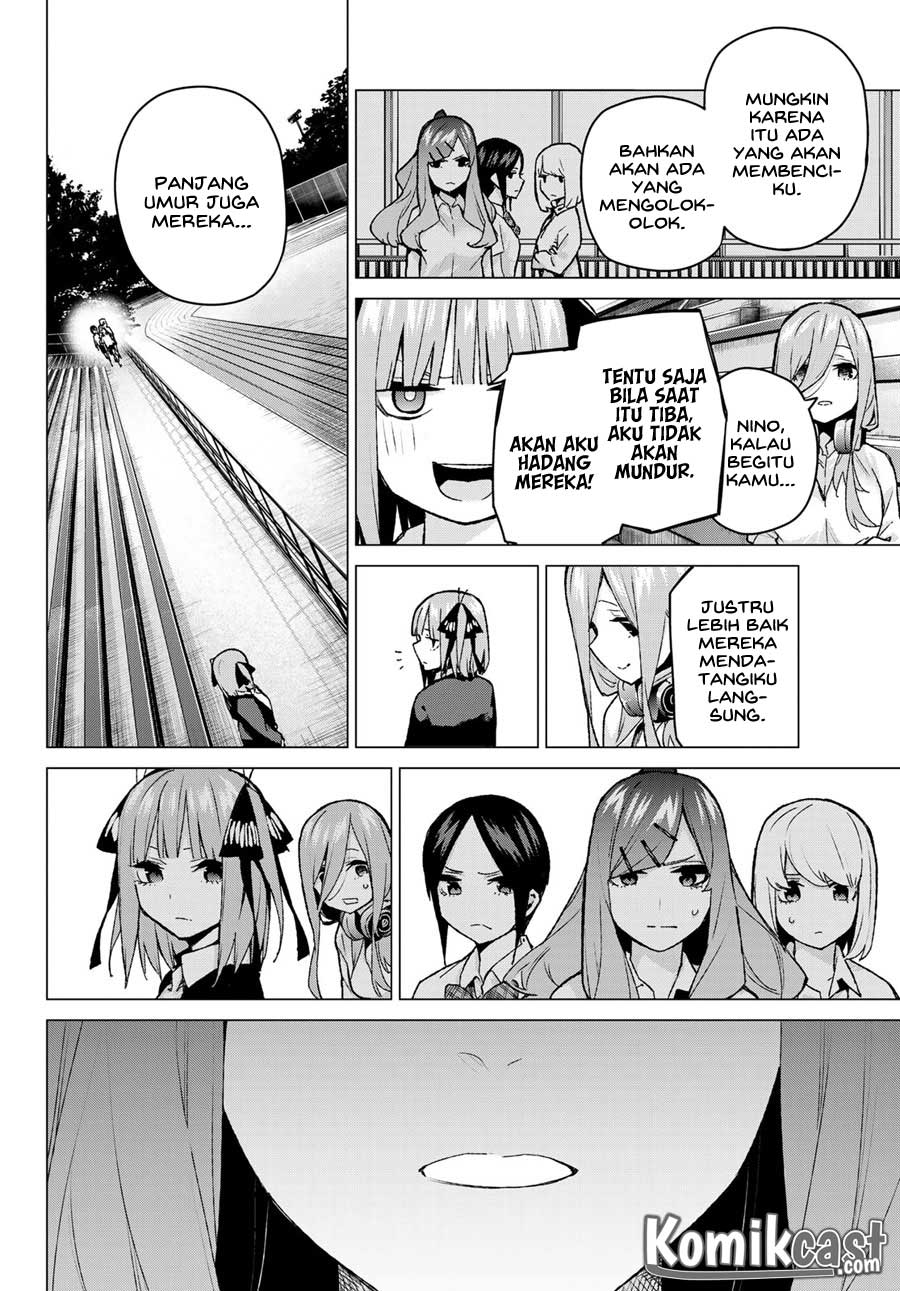 MUNGKIN
KARENA
ITU ADA
YANG AKAN
MEMBENCI-
KU.
BAHKAN
AKAN ADA
YANG
MENGOLOK-
OLOK.
NINO,
KALAU
BEGITU
KAMU...
TENTU SAJA
BILA SAAT
ITU TIBA,
AKU TIDAK
AKAN
MUNDUR.
AKAN AKU
HADANG
MEREKA!
JUSTRU
LEBIH BAIK
MEREKA
MENDA-
TANGIKU
LANG-
SUNG.
PANJANG
UMUR JUGA
MEREKA...
Komikcast
.com